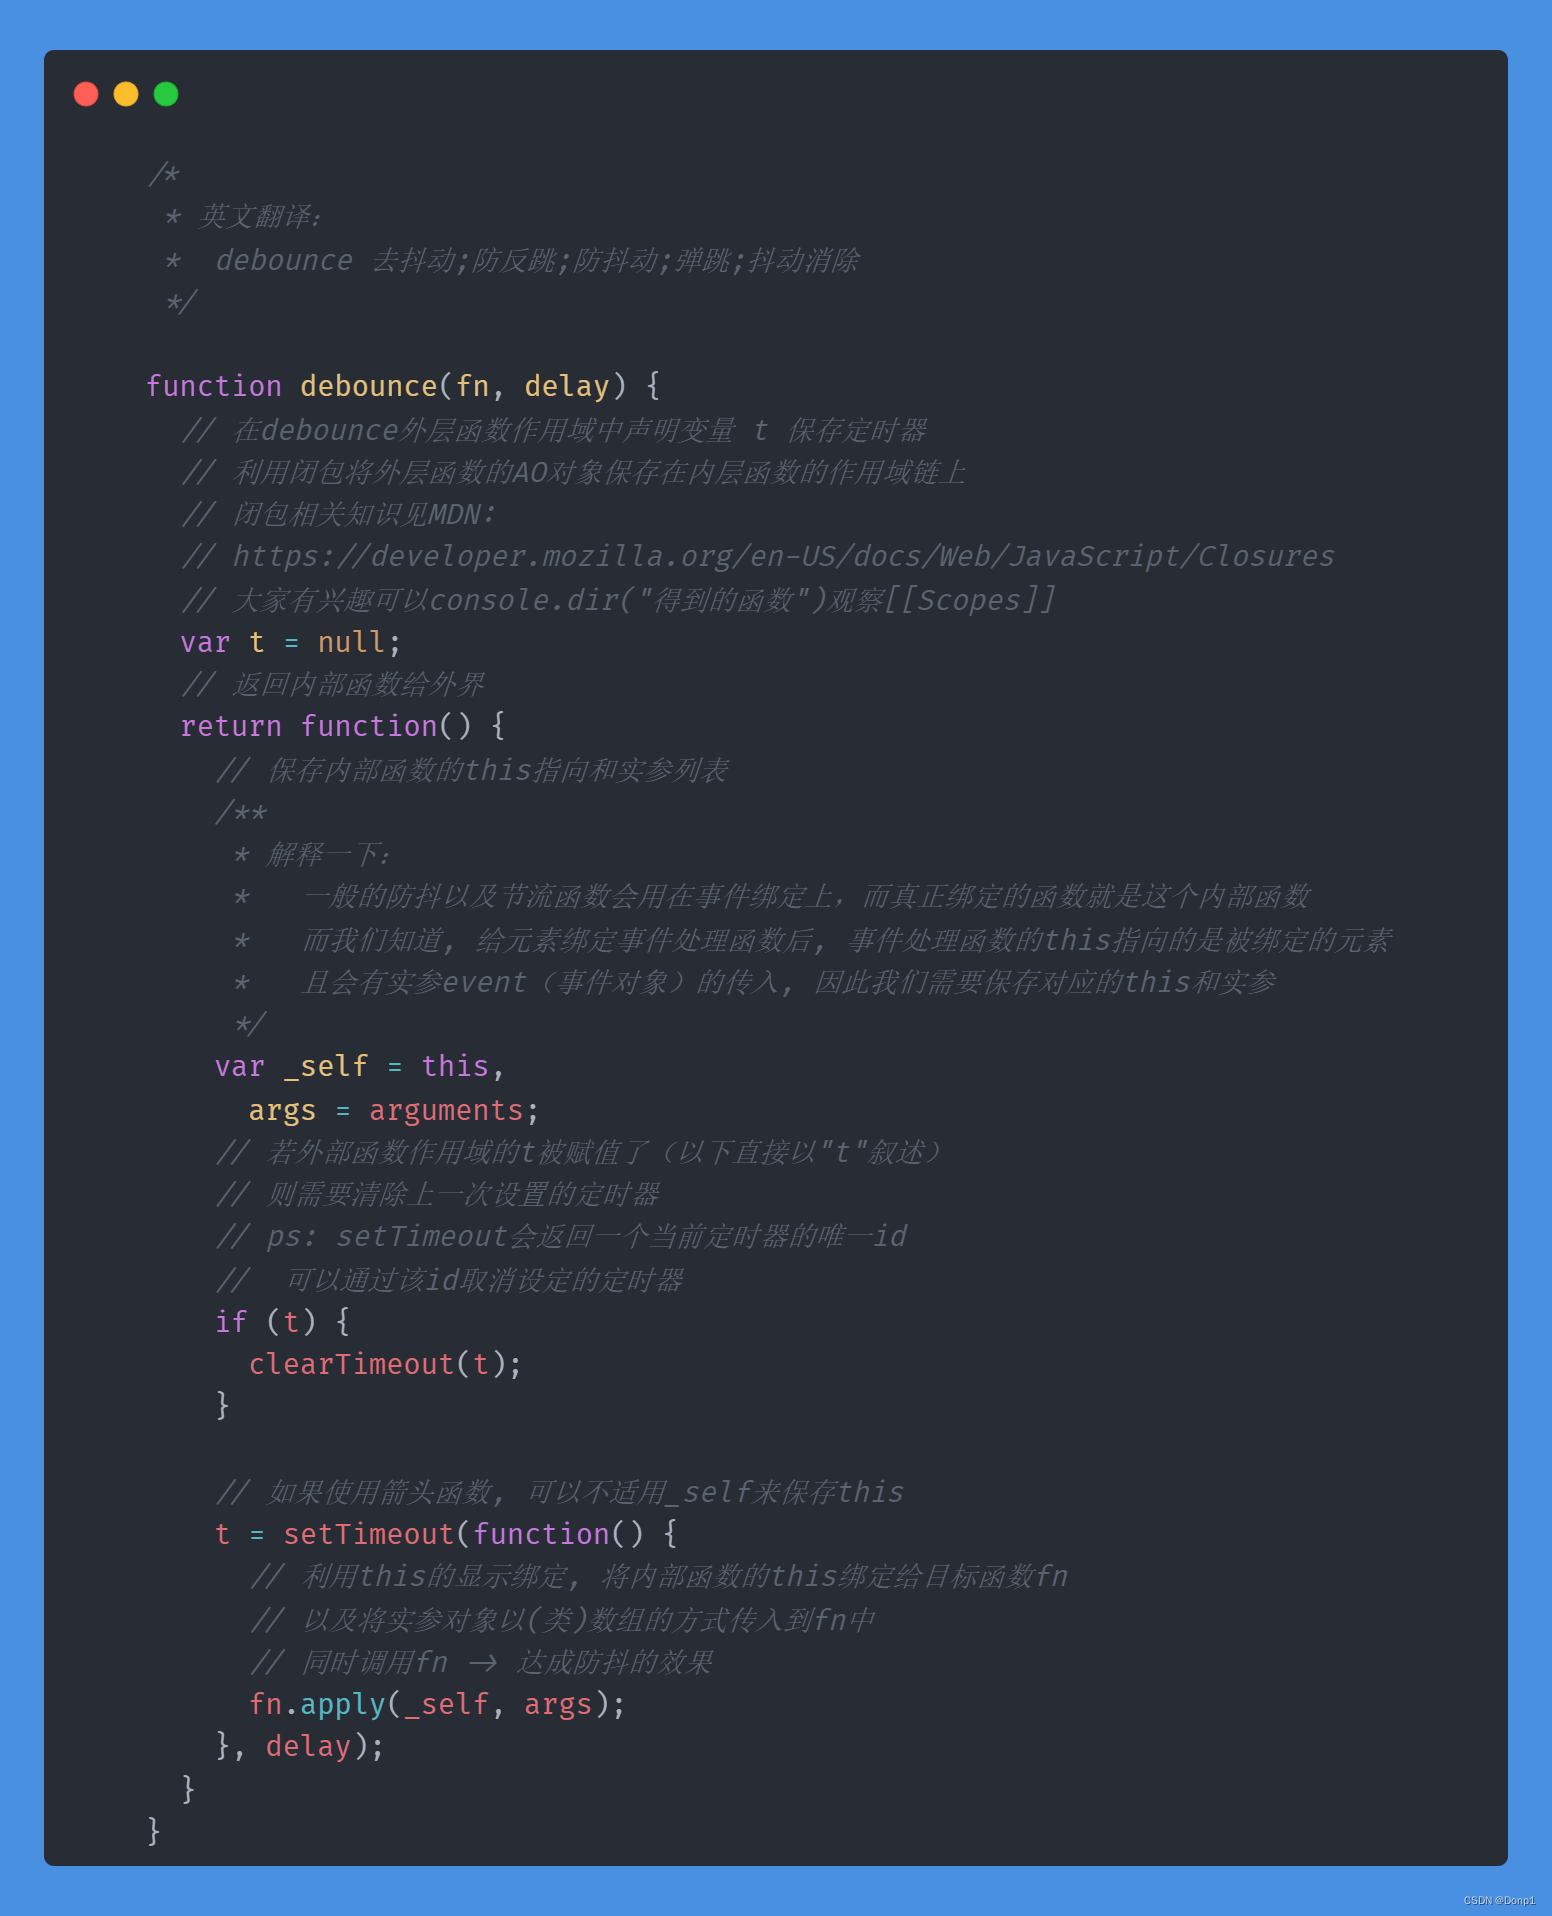 /*
 * 英文翻译:
 *  debounce 去抖动;防反跳;防抖动;弹跳;抖动消除
 */
function debounce(fn, delay) {
  // 在debounce外层函数作用域中声明变量 t 保存定时器
  // 利用闭包将外层函数的AO对象保存在内层函数的作用域链上
  // 闭包相关知识见MDN:
  // https://developer.mozilla.org/en-US/docs/Web/JavaScript/Closures
  // 大家有兴趣可以console.dir("得到的函数")观察[[Scopes]]
  var t = null;
  // 返回内部函数给外界
  return function() {
    // 保存内部函数的this指向和实参列表
    /**
     * 解释一下:
     *   一般的防抖以及节流函数会用在事件绑定上，而真正绑定的函数就是这个内部函数
     *   而我们知道, 给元素绑定事件处理函数后, 事件处理函数的this指向的是被绑定的元素
     *   且会有实参event（事件对象）的传入, 因此我们需要保存对应的this和实参
     */
    var _self = this,
      args = arguments;
    // 若外部函数作用域的t被赋值了（以下直接以"t"叙述）
    // 则需要清除上一次设置的定时器
    // ps: setTimeout会返回一个当前定时器的唯一id
    //  可以通过该id取消设定的定时器
    if (t) {
      clearTimeout(t);
    }
    // 如果使用箭头函数, 可以不适用_self来保存this
    t = setTimeout(function() {
      // 利用this的显示绑定, 将内部函数的this绑定给目标函数fn
      // 以及将实参对象以(类)数组的方式传入到fn中
      // 同时调用fn -> 达成防抖的效果
      fn.apply(_self, args);
    }, delay);
  }
}
CSDN @Donp1